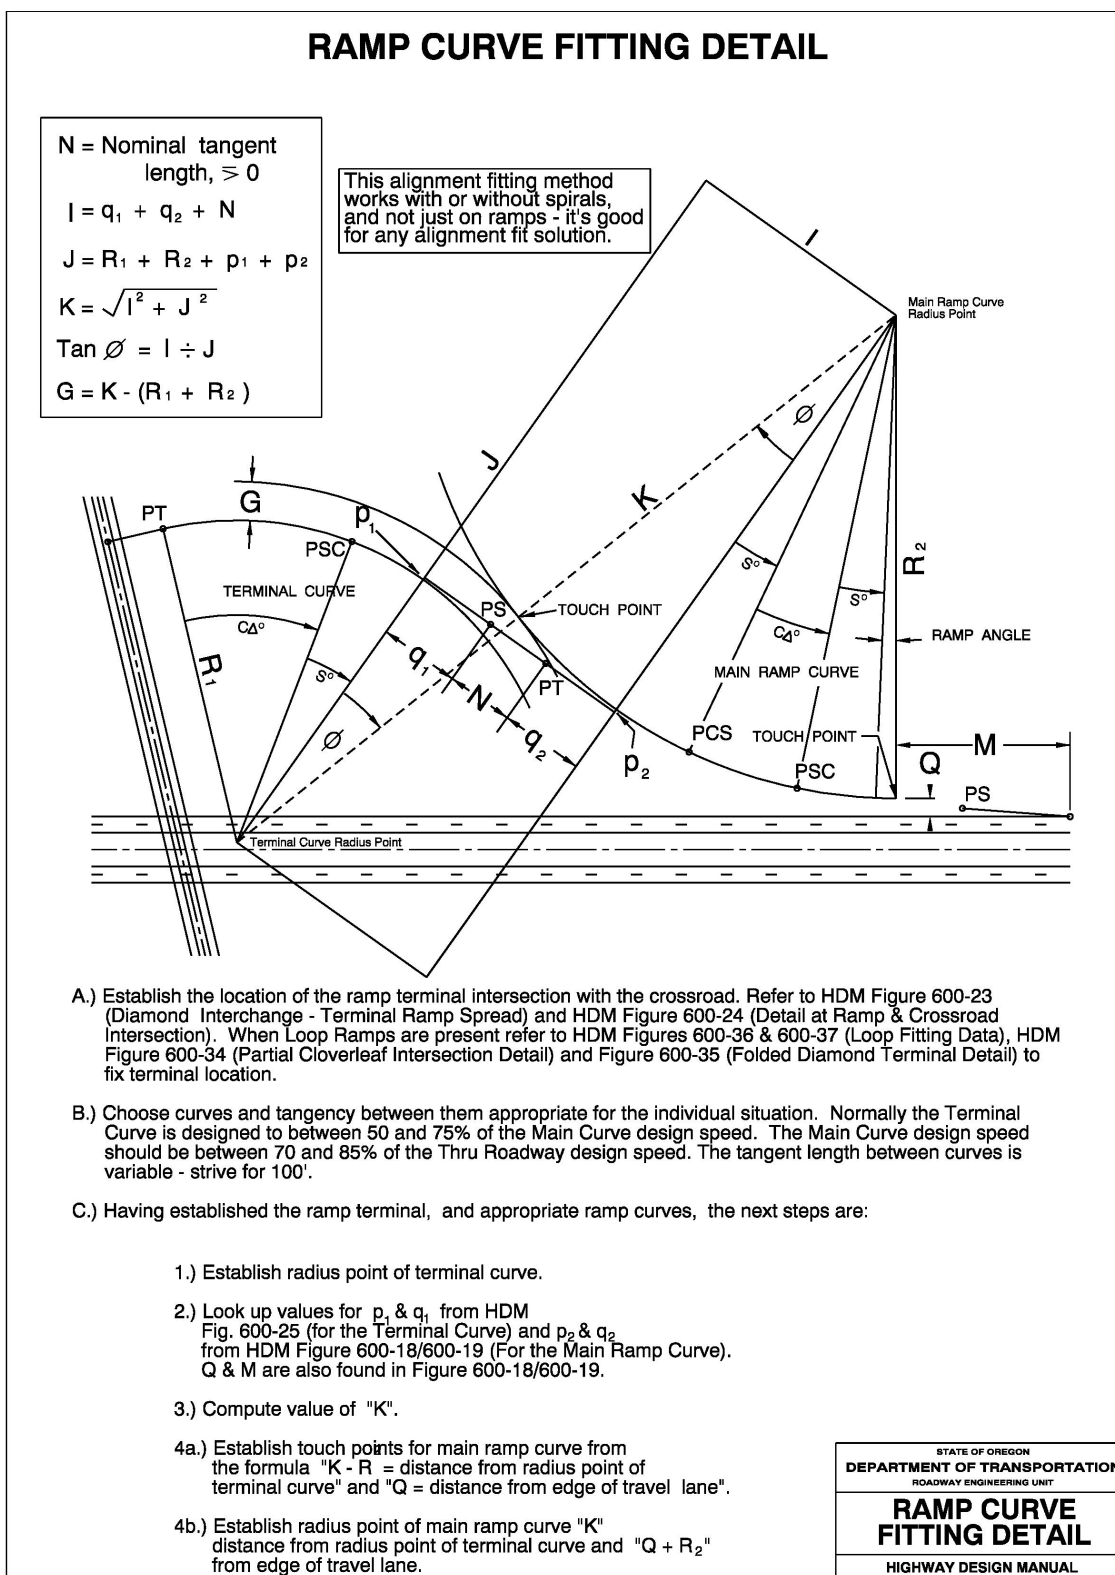 RAMP CURVE FITTING DETAIL
N = Nominal tangent
length, ⋝ 0
I = q₁ + q₂ + N
J = R₁ + R₂ + p₁ + p₂
K = √I² + J²
Tan Ø = I ÷ J
G = K - (R₁ + R₂)
This alignment fitting method
works with or without spirals,
and not just on ramps - it's good
for any alignment fit solution.
I
Main Ramp Curve
Radius Point
Ø
J
K
G
PT
p₁
PSC
R₂
S°
S°
TERMINAL CURVE
PS
TOUCH POINT
C∆°
C∆°
RAMP ANGLE
R₁
q₁
S°
MAIN RAMP CURVE
PT
N
Ø
q₂
p₂
PCS
TOUCH POINT
M
Q
PSC
PS
Terminal Curve Radius Point
A.) Establish the location of the ramp terminal intersection with the crossroad. Refer to HDM Figure 600-23
(Diamond Interchange - Terminal Ramp Spread) and HDM Figure 600-24 (Detail at Ramp & Crossroad
Intersection). When Loop Ramps are present refer to HDM Figures 600-36 & 600-37 (Loop Fitting Data), HDM
Figure 600-34 (Partial Cloverleaf Intersection Detail) and Figure 600-35 (Folded Diamond Terminal Detail) to
fix terminal location.
B.) Choose curves and tangency between them appropriate for the individual situation. Normally the Terminal
Curve is designed to between 50 and 75% of the Main Curve design speed. The Main Curve design speed
should be between 70 and 85% of the Thru Roadway design speed. The tangent length between curves is
variable - strive for 100'.
C.) Having established the ramp terminal, and appropriate ramp curves, the next steps are:
1.) Establish radius point of terminal curve.
2.) Look up values for p₁ & q₁ from HDM
Fig. 600-25 (for the Terminal Curve) and p₂ & q₂
from HDM Figure 600-18/600-19 (For the Main Ramp Curve).
Q & M are also found in Figure 600-18/600-19.
3.) Compute value of "K".
4a.) Establish touch points for main ramp curve from
the formula "K - R = distance from radius point of
terminal curve" and "Q = distance from edge of travel lane".
4b.) Establish radius point of main ramp curve "K"
distance from radius point of terminal curve and "Q + R₂"
from edge of travel lane.
STATE OF OREGON
DEPARTMENT OF TRANSPORTATION
ROADWAY ENGINEERING UNIT
RAMP CURVE
FITTING DETAIL
HIGHWAY DESIGN MANUAL